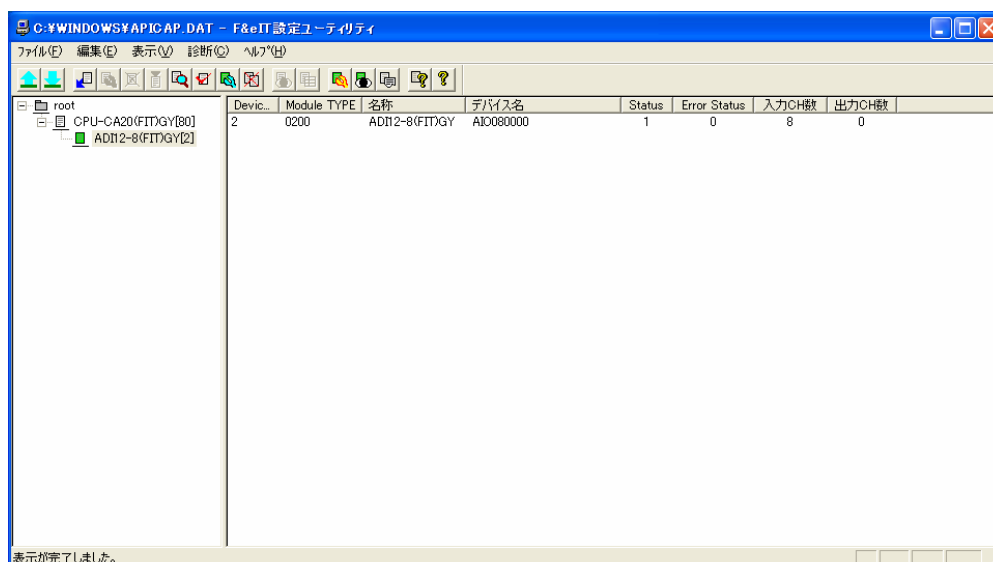 C:¥WINDOWS¥APICAP.DAT - F&eIT設定ユーティリティ
ファイル(F) 編集(E) 表示(V) 診断(C) ヘルプ(H)
root
CPU-CA20(FIT)GY[80]
ADI12-8(FIT)GY[2]
Devic... Module TYPE 名称 デバイス名 Status Error Status 入力CH数 出力CH数
2 0200 ADI12-8(FIT)GY AIO080000 1 0 8 0
表示が完了しました。